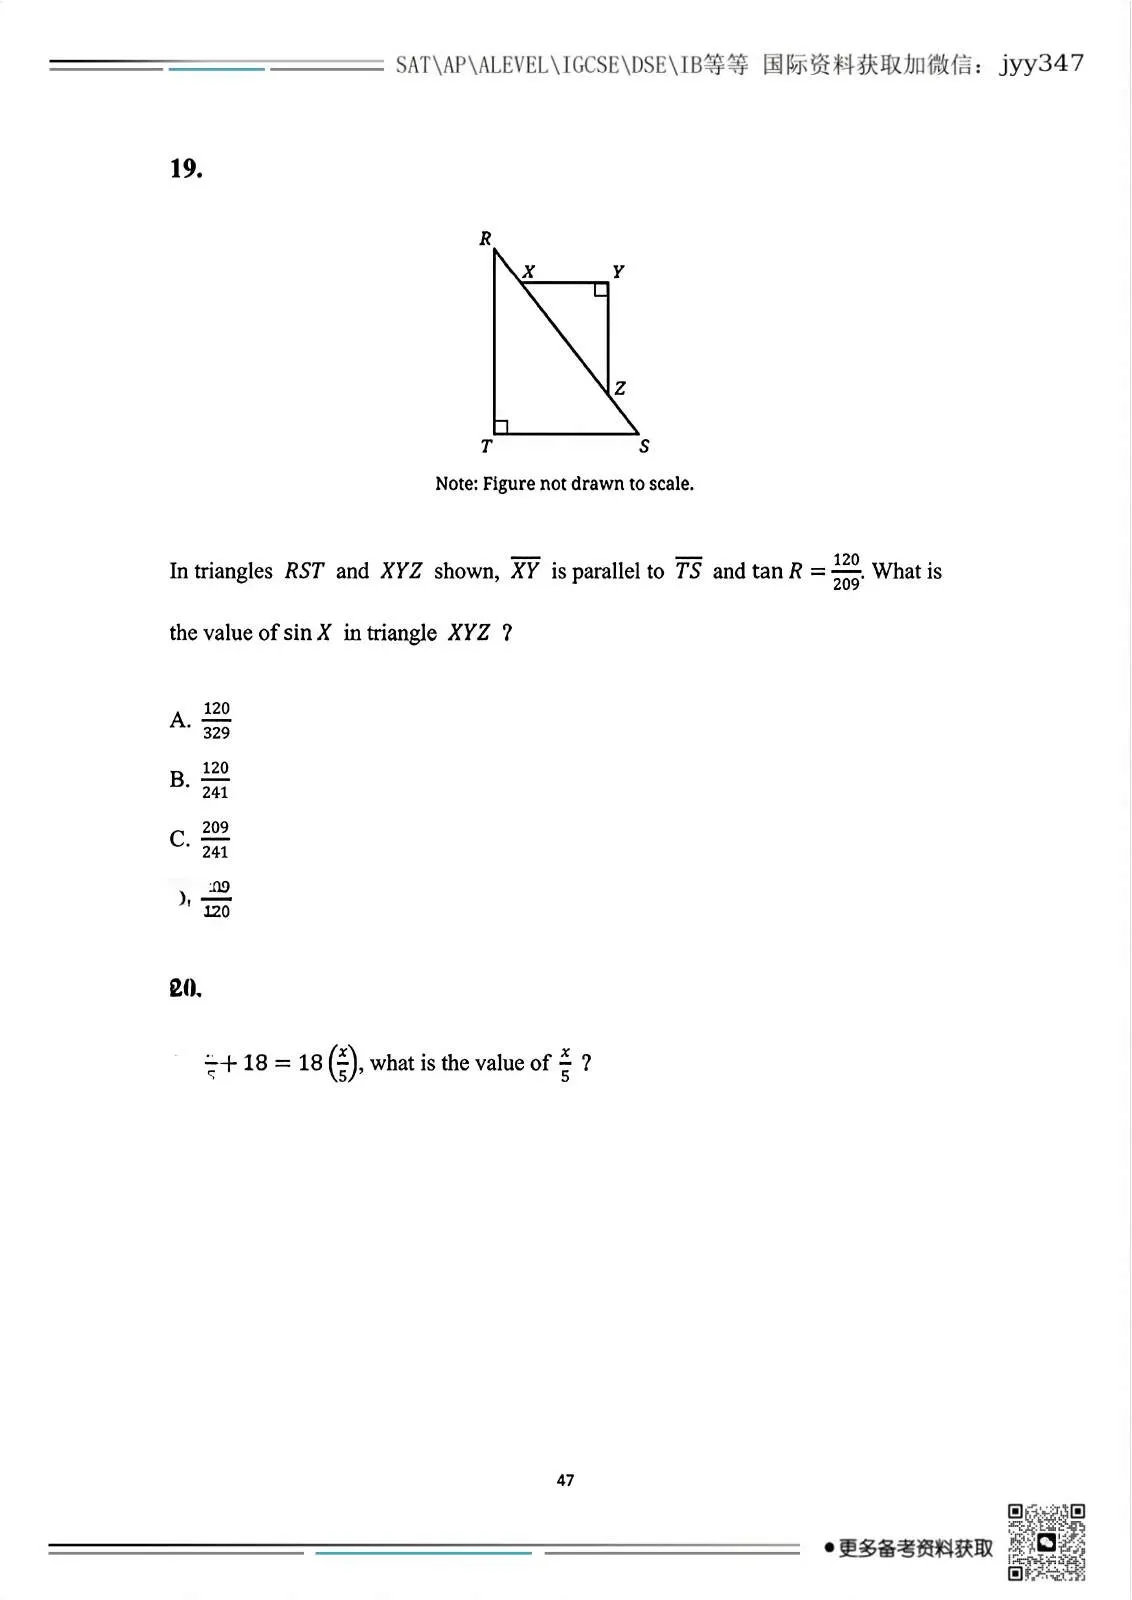 SAT\AP\ALEVEL\IGCSE\DSE\IB等等 国际资料获取加微信：jyy347
19.
R
X
Y
Z
T
S
Note: Figure not drawn to scale.
In triangles RST and XYZ shown, XY is parallel to TS and tan R = 120/209. What is
the value of sin X in triangle XYZ ?
A. 120/329
B. 120/241
C. 209/241
09/120
20.
+ 18 = 18 (x/5), what is the value of x/5 ?
47
•更多备考资料获取